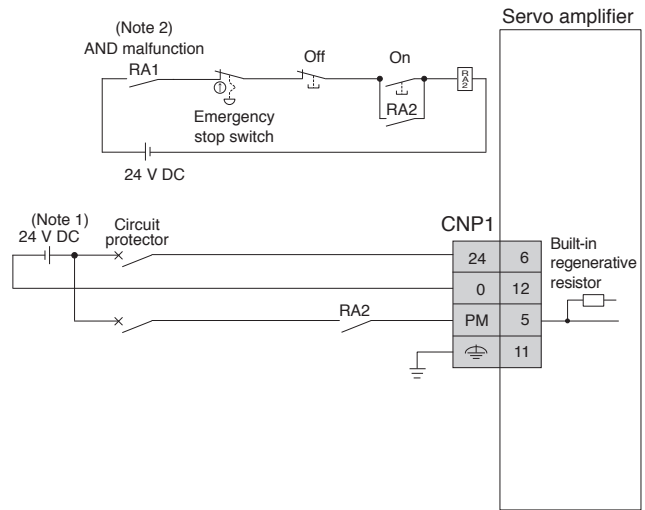 Servo amplifier
(Note 2)
AND malfunction
RA1
Off
On
RA2
RA2
Emergency
stop switch
24 V DC
(Note 1)
24 V DC
Circuit
protector
CNP1
24 6
0 12
RA2
PM 5
11
Built-in
regenerative
resistor